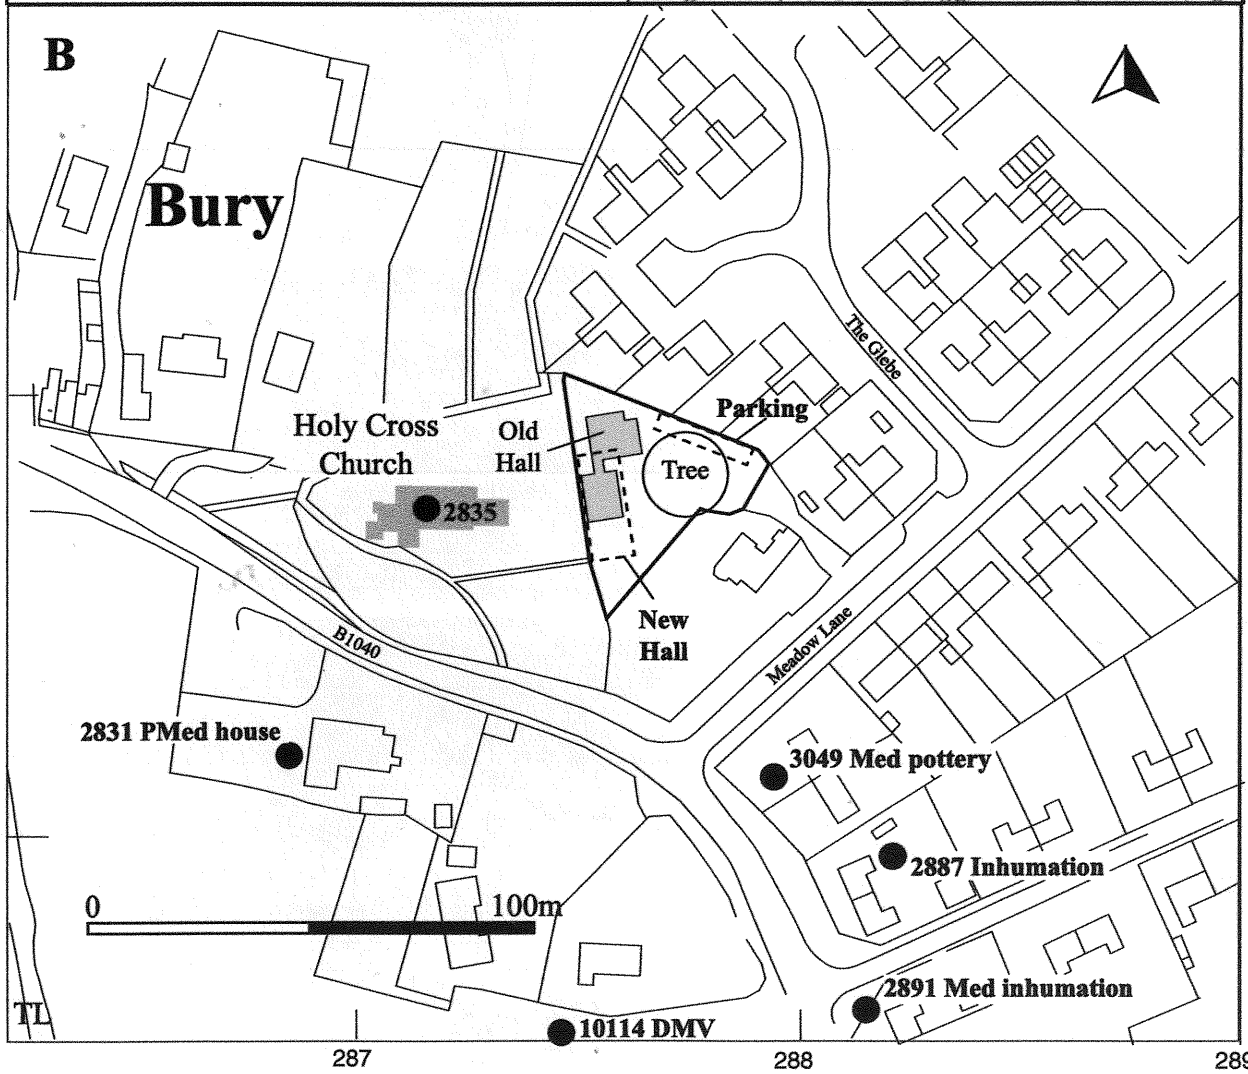 B
Bury
The Glebe
Parking
Holy Cross
Church
Old
Hall
Tree
2835
New
Hall
B1040
Meadow Lane
2831 PMed house
3049 Med pottery
2887 Inhumation
0 100m
2891 Med inhumation
TL
10114 DMV
287 288 289